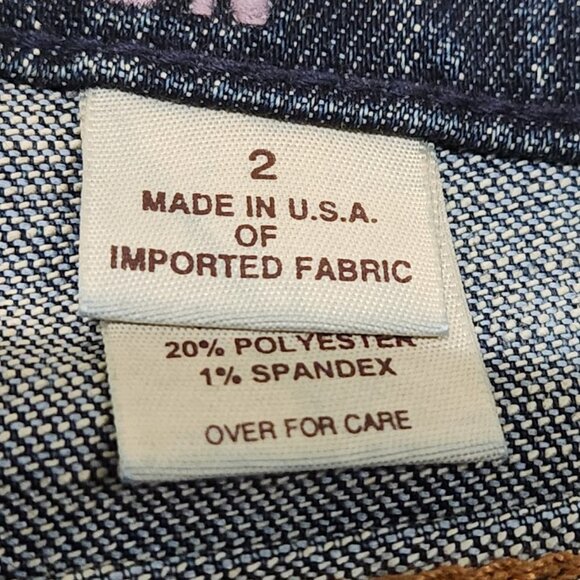 2
MADE IN U.S.A.
OF
IMPORTED FABRIC
20% POLYESTER
1% SPANDEX
OVER FOR CARE